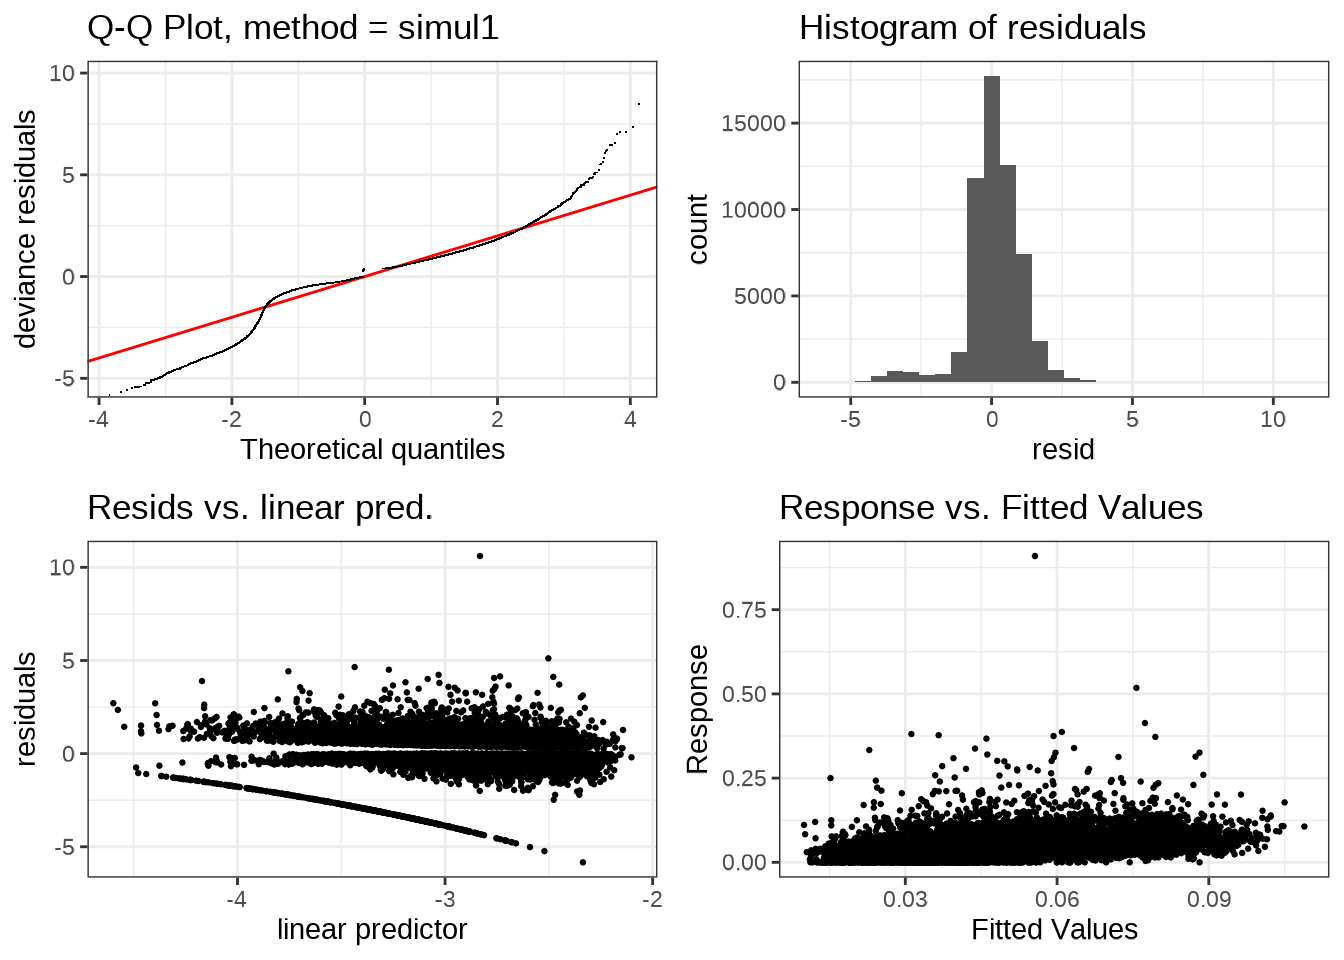 Q-Q Plot, method = simul1
10
5
0
-5
deviance residuals
-4
-2
0
2
4
Theoretical quantiles
Histogram of residuals
15000
10000
5000
0
count
-5
0
5
10
resid
Resids vs. linear pred.
10
5
0
-5
residuals
-4
-3
-2
linear predictor
Response vs. Fitted Values
0.75
0.50
0.25
0.00
Response
0.03
0.06
0.09
Fitted Values